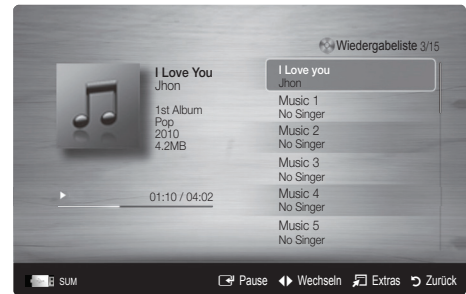 Wiedergabeliste 3/15
I Love You
Jhon
1st Album
Pop
2010
4.2MB
01:10 / 04:02
I Love you
Jhon
Music 1
No Singer
Music 2
No Singer
Music 3
No Singer
Music 4
No Singer
Music 5
No Singer
SUM
Pause Wechseln Extras Zurück